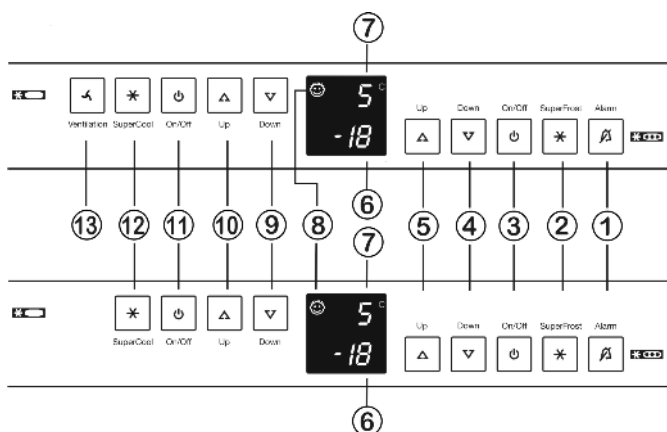 7
5°C
Up Down On/Off SuperFrost Alarm
Ventilation SuperCool On/Off Up Down
-18
13 12 11 10 9 8 6 5 4 3 2 1
7
5°C
Up Down On/Off SuperFrost Alarm
SuperCool On/Off Up Down
-18
6